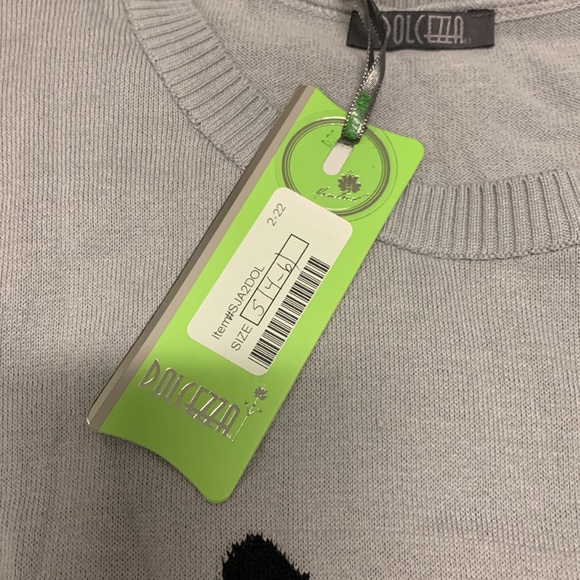 DOLCEZZA
2-22
Item#SJA2DOL
SIZE S 4-6
DOLCEZZA